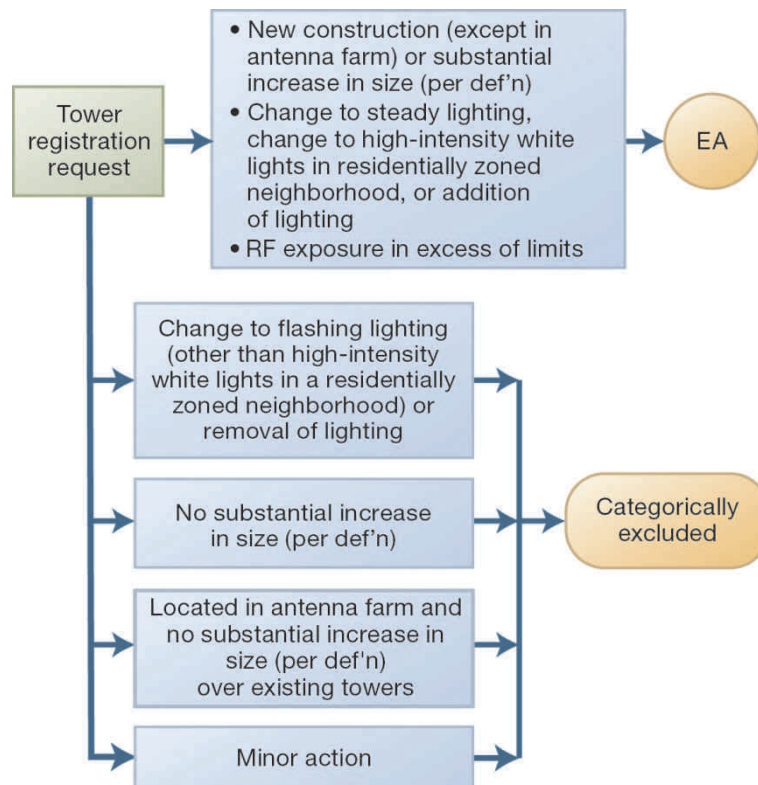 Tower
registration
request
• New construction (except in
antenna farm) or substantial
increase in size (per def’n)
• Change to steady lighting,
change to high-intensity white
lights in residentially zoned
neighborhood, or addition
of lighting
• RF exposure in excess of limits
EA
Change to flashing lighting
(other than high-intensity
white lights in a residentially
zoned neighborhood) or
removal of lighting
No substantial increase
in size (per def’n)
Located in antenna farm and
no substantial increase in
size (per def'n)
over existing towers
Minor action
Categorically
excluded